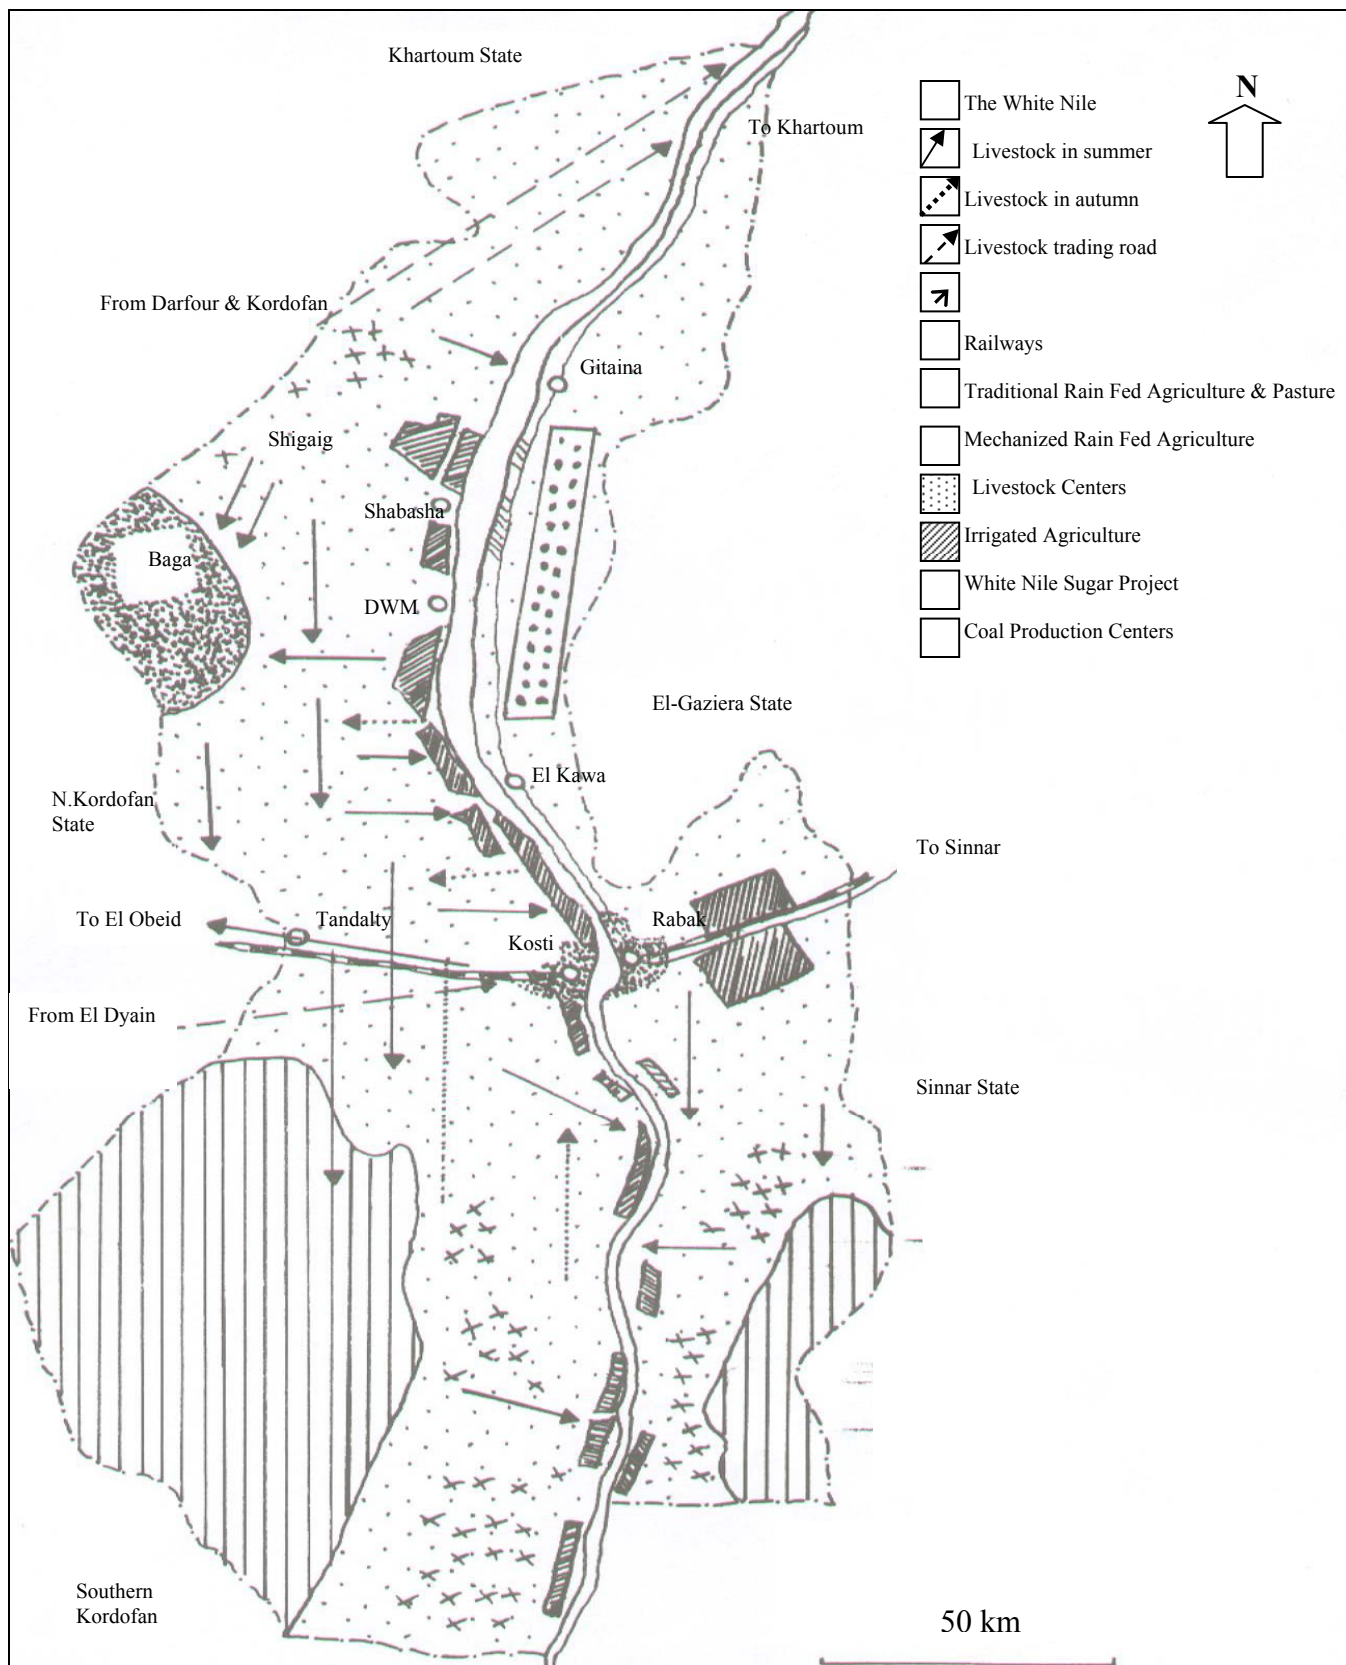 Khartoum State
N
The White Nile
To Khartoum
Livestock in summer
Livestock in autumn
Livestock trading road
From Darfour & Kordofan
Railways
Gitaina
Traditional Rain Fed Agriculture & Pasture
Shigaig
Mechanized Rain Fed Agriculture
Livestock Centers
Shabasha
Irrigated Agriculture
Baga
White Nile Sugar Project
DWM
Coal Production Centers
El-Gaziera State
El Kawa
N.Kordofan
State
To Sinnar
To El Obeid
Tandalty
Rabak
Kosti
From El Dyain
Sinnar State
Southern
Kordofan
50 km